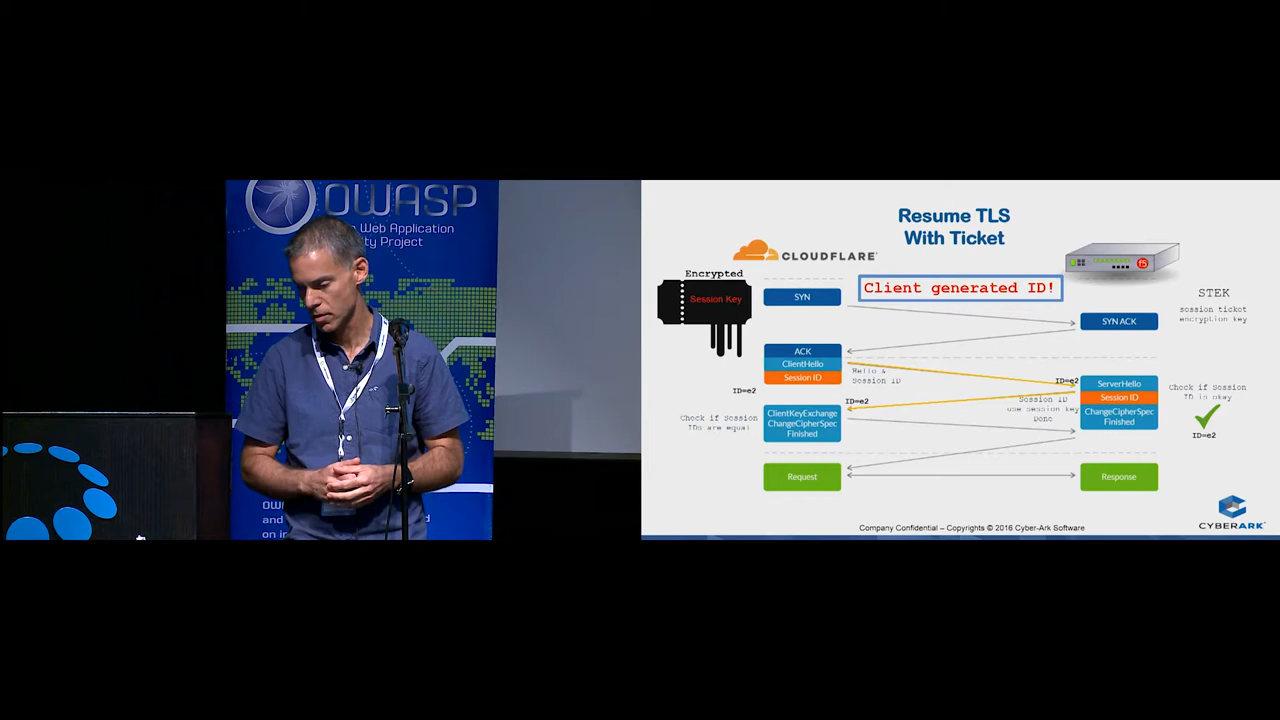 OWASP
Web Application
ity Project
OW
and
d
on i
Resume TLS
With Ticket
CLOUDFLARE
Encrypted
Session Key
Client generated ID!
f5
STEK
session ticket
encryption key
SYN
SYN ACK
ACK
ClientHello
Session ID
Hello &
Session ID
ID=e2
ID=e2
ServerHello
Session ID
ChangeCipherSpec
Finished
Check if Session
ID is okay
ID=e2
ID=e2
Session ID
use session key
Done
Check if Session
IDs are equal
ClientKeyExchange
ChangeCipherSpec
Finished
Request
Response
Company Confidential – Copyrights © 2016 Cyber-Ark Software
CYBERARK